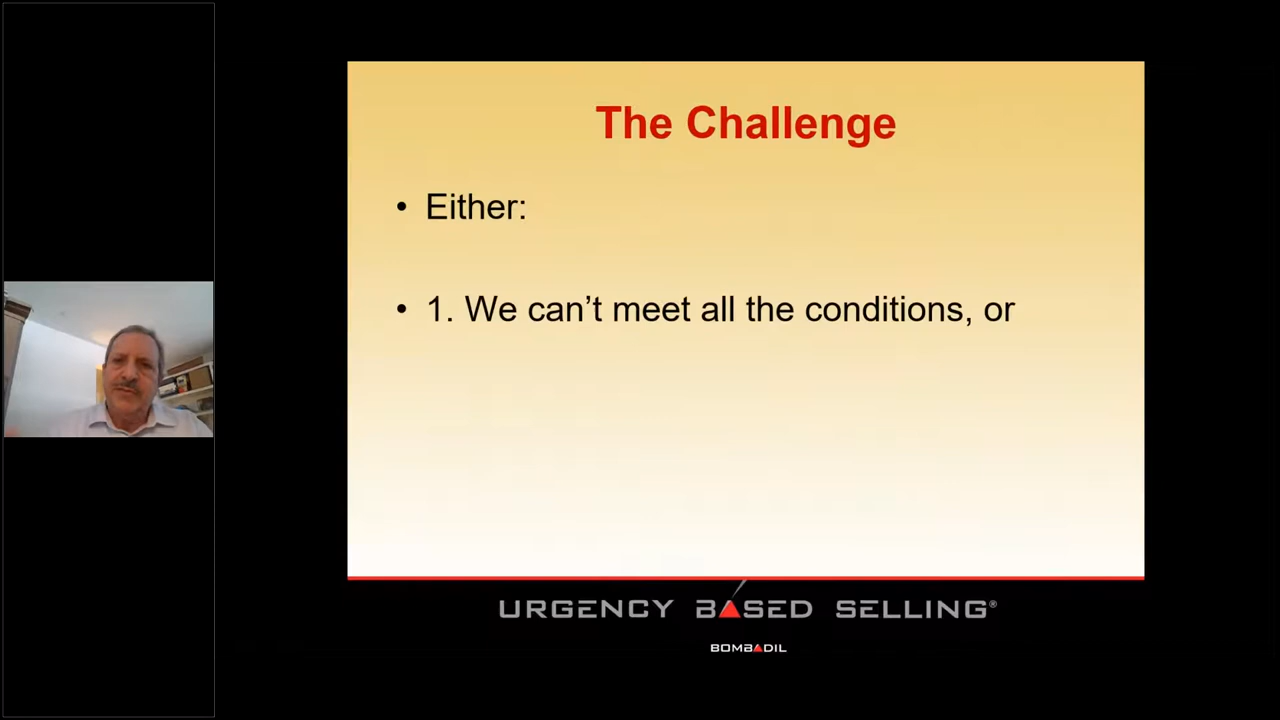 The Challenge
• Either:
• 1. We can’t meet all the conditions, or
URGENCY BASED SELLING®
BOMBADIL